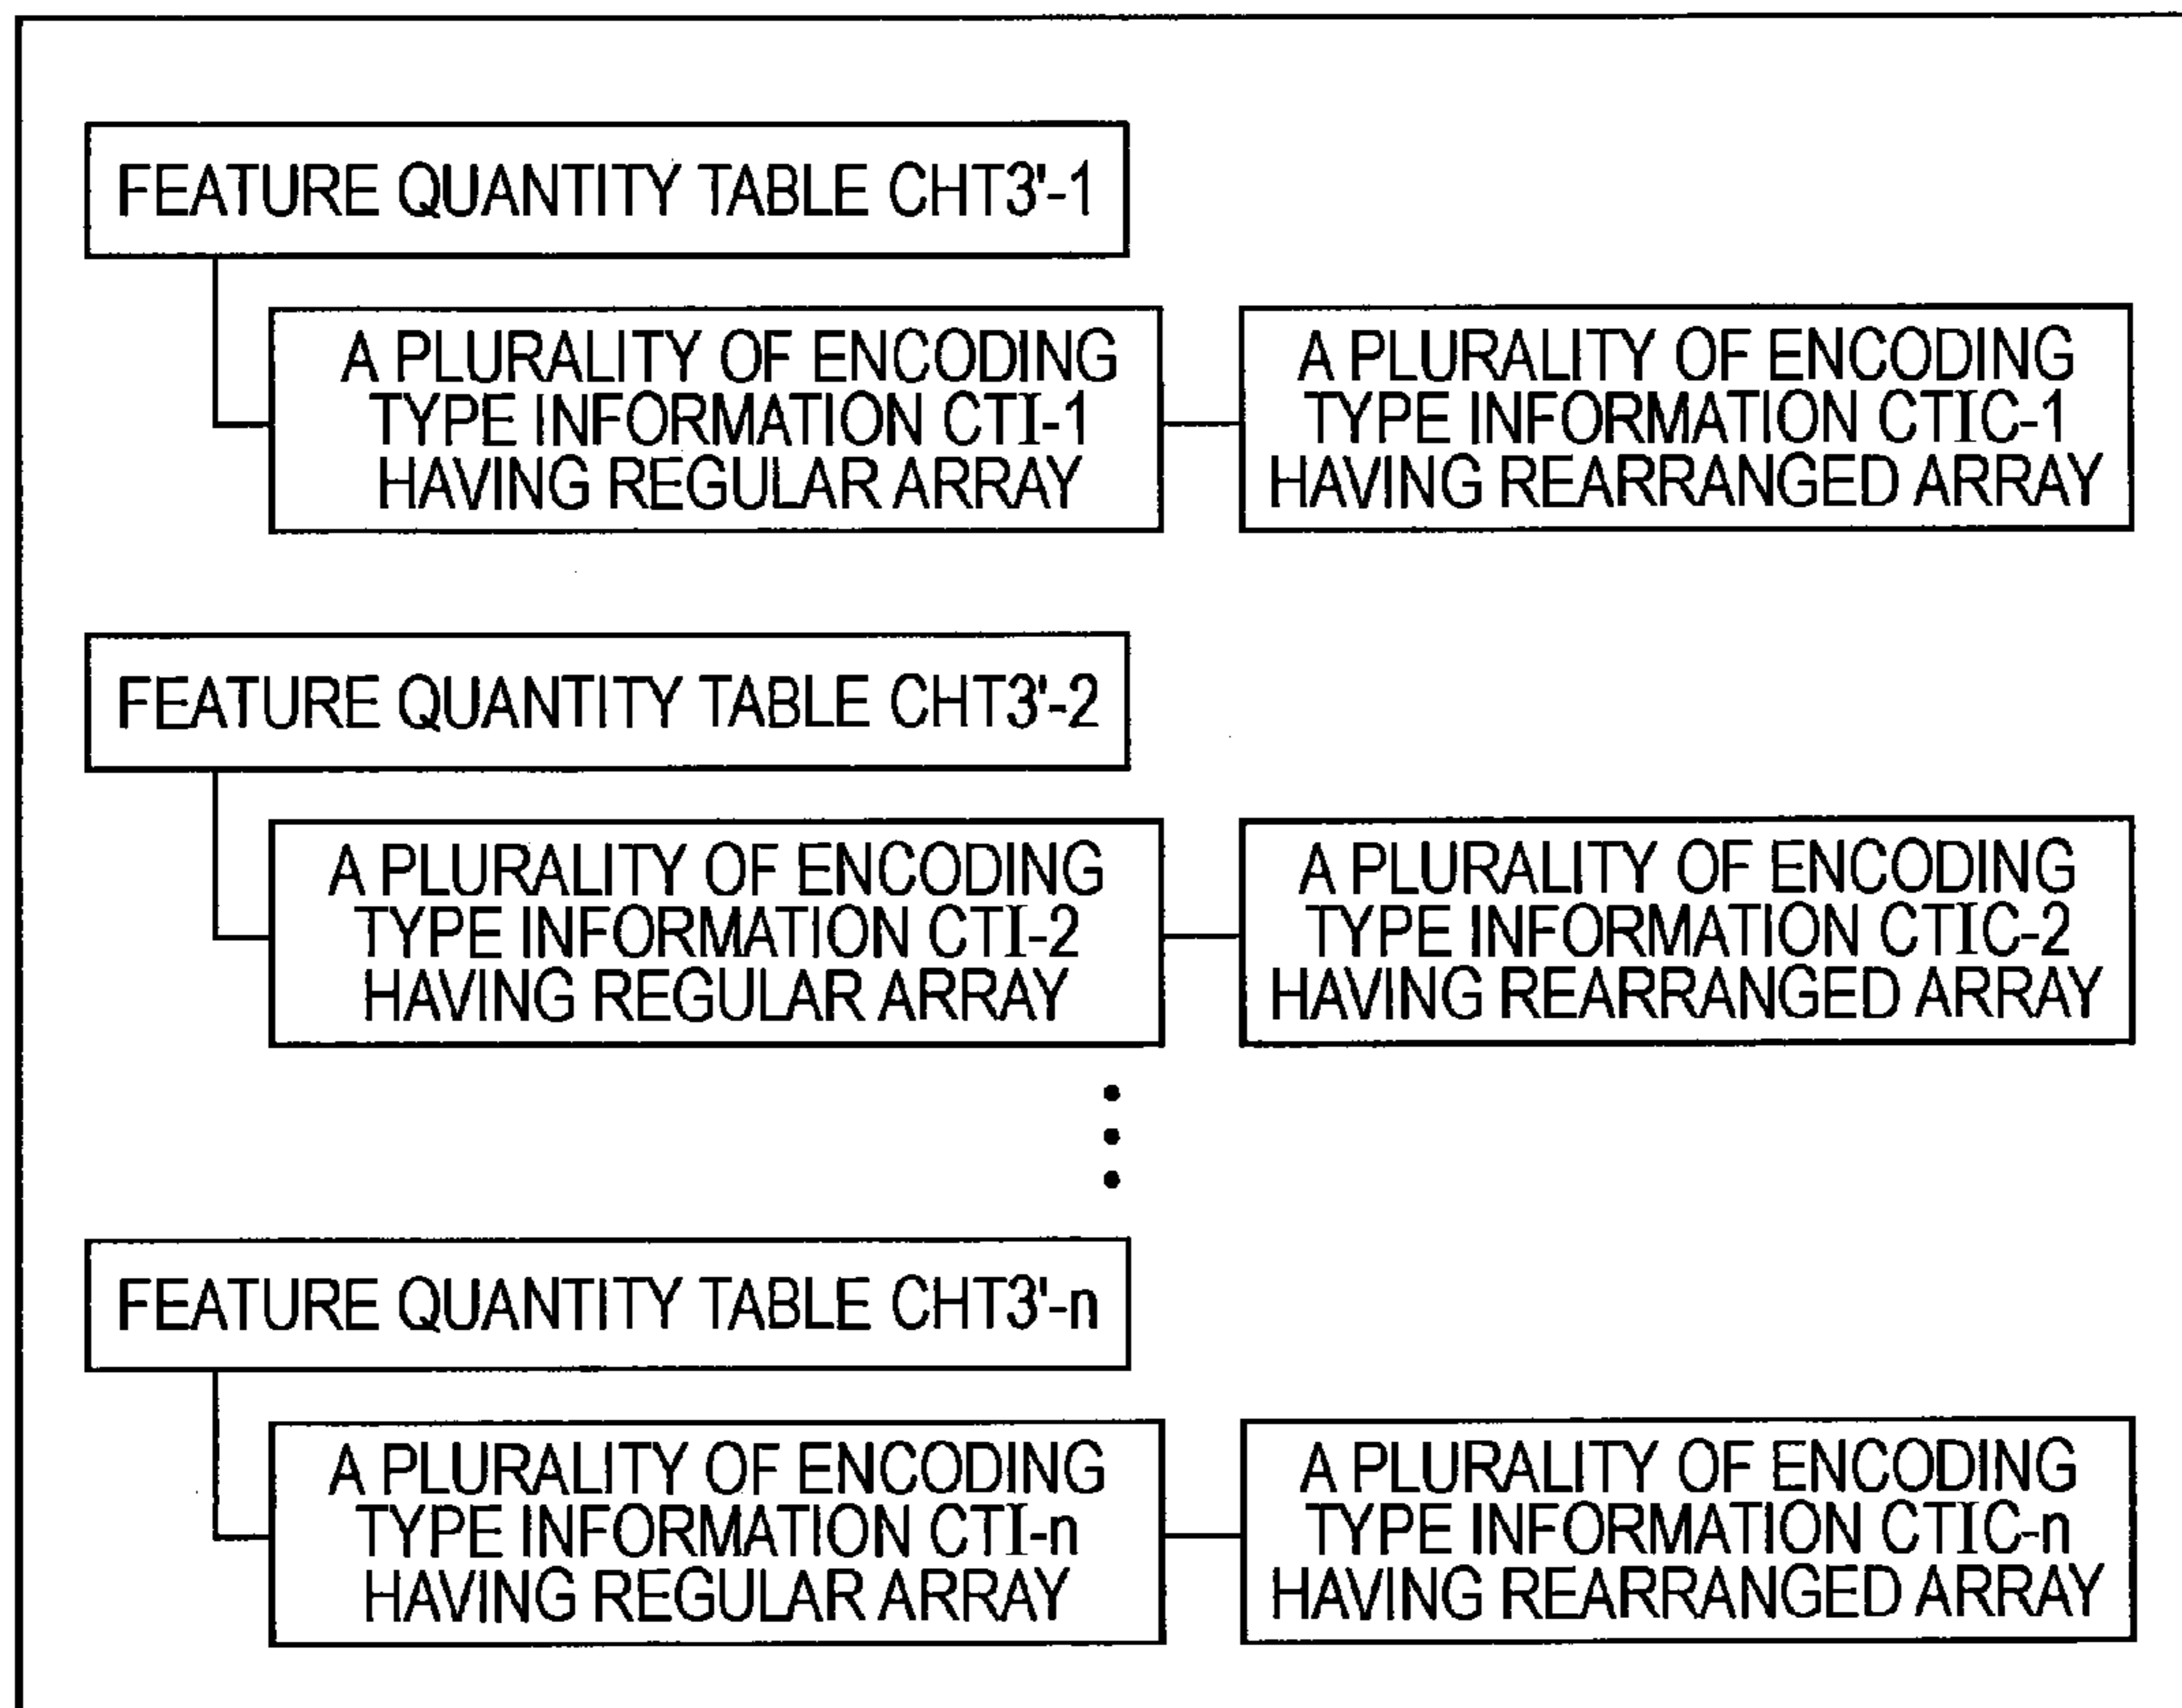 FEATURE QUANTITY TABLE CHT3'-1
A PLURALITY OF ENCODING
TYPE INFORMATION CTI-1
HAVING REGULAR ARRAY
A PLURALITY OF ENCODING
TYPE INFORMATION CTIC-1
HAVING REARRANGED ARRAY
FEATURE QUANTITY TABLE CHT3'-2
A PLURALITY OF ENCODING
TYPE INFORMATION CTI-2
HAVING REGULAR ARRAY
A PLURALITY OF ENCODING
TYPE INFORMATION CTIC-2
HAVING REARRANGED ARRAY
FEATURE QUANTITY TABLE CHT3'-n
A PLURALITY OF ENCODING
TYPE INFORMATION CTI-n
HAVING REGULAR ARRAY
A PLURALITY OF ENCODING
TYPE INFORMATION CTIC-n
HAVING REARRANGED ARRAY